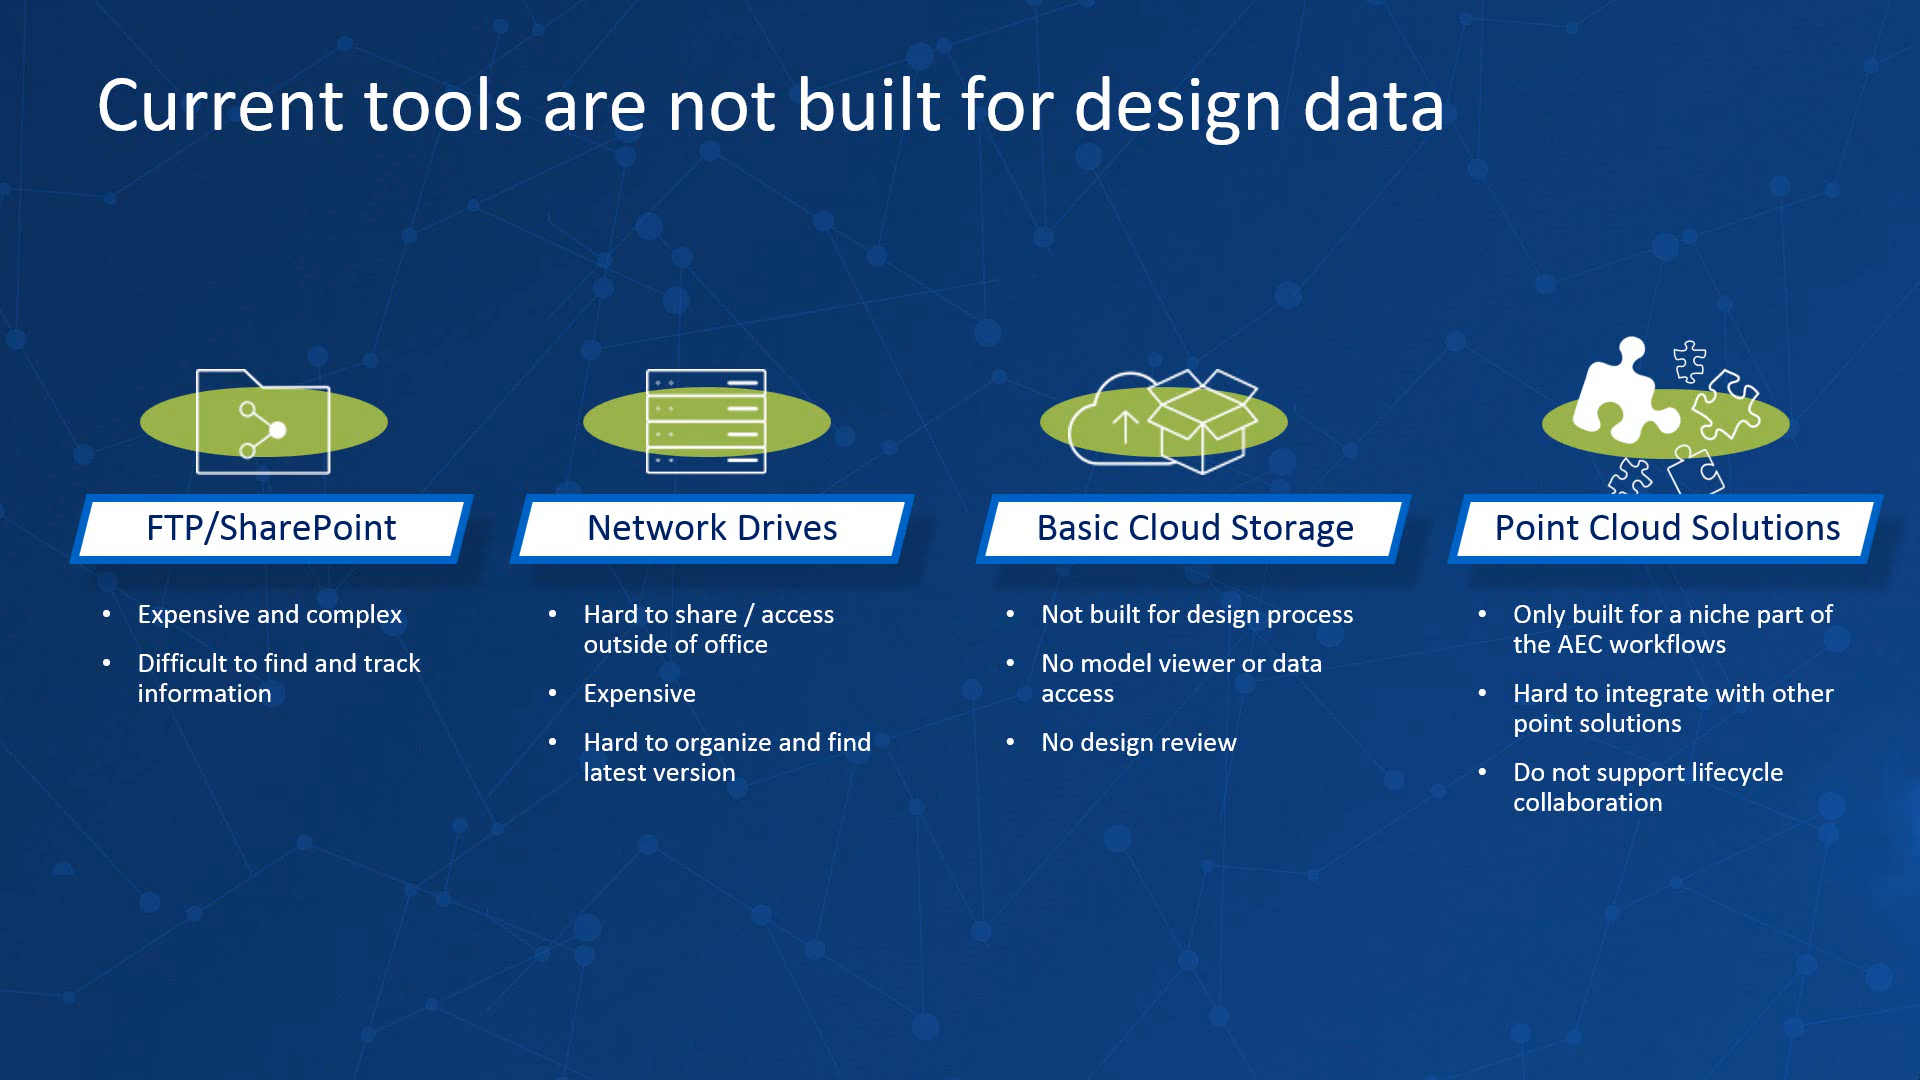 Current tools are not built for design data
FTP/SharePoint
• Expensive and complex
• Difficult to find and track
information
Network Drives
• Hard to share / access
outside of office
• Expensive
• Hard to organize and find
latest version
Basic Cloud Storage
• Not built for design process
• No model viewer or data
access
• No design review
Point Cloud Solutions
• Only built for a niche part of
the AEC workflows
• Hard to integrate with other
point solutions
• Do not support lifecycle
collaboration